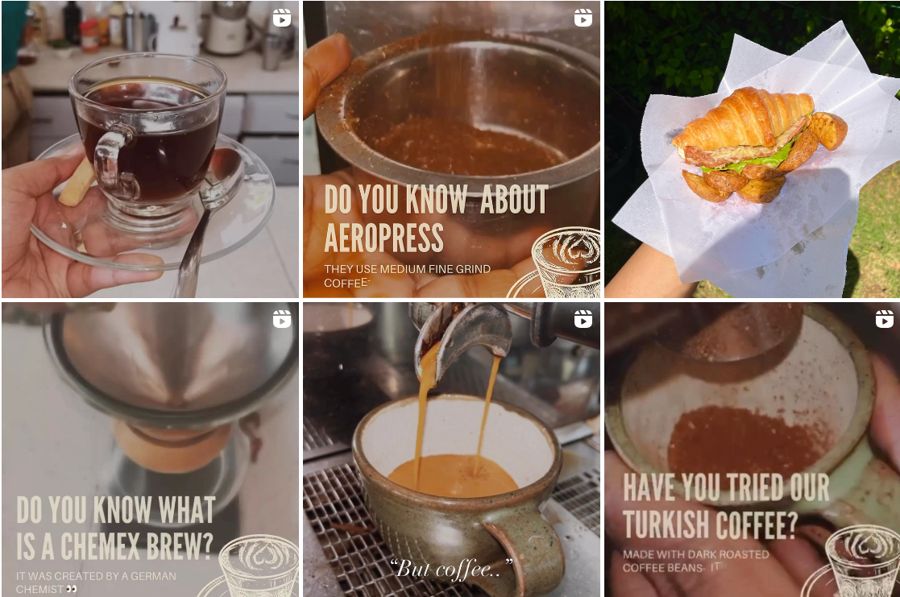 DO YOU KNOW ABOUT
AEROPRESS
THEY USE MEDIUM FINE GRIND
COFFEE
DO YOU KNOW WHAT
IS A CHEMEX BREW?
IT WAS CREATED BY A GERMAN
CHEMIST
“But coffee..”
HAVE YOU TRIED OUR
TURKISH COFFEE?
MADE WITH DARK ROASTED
COFFEE BEANS- IT